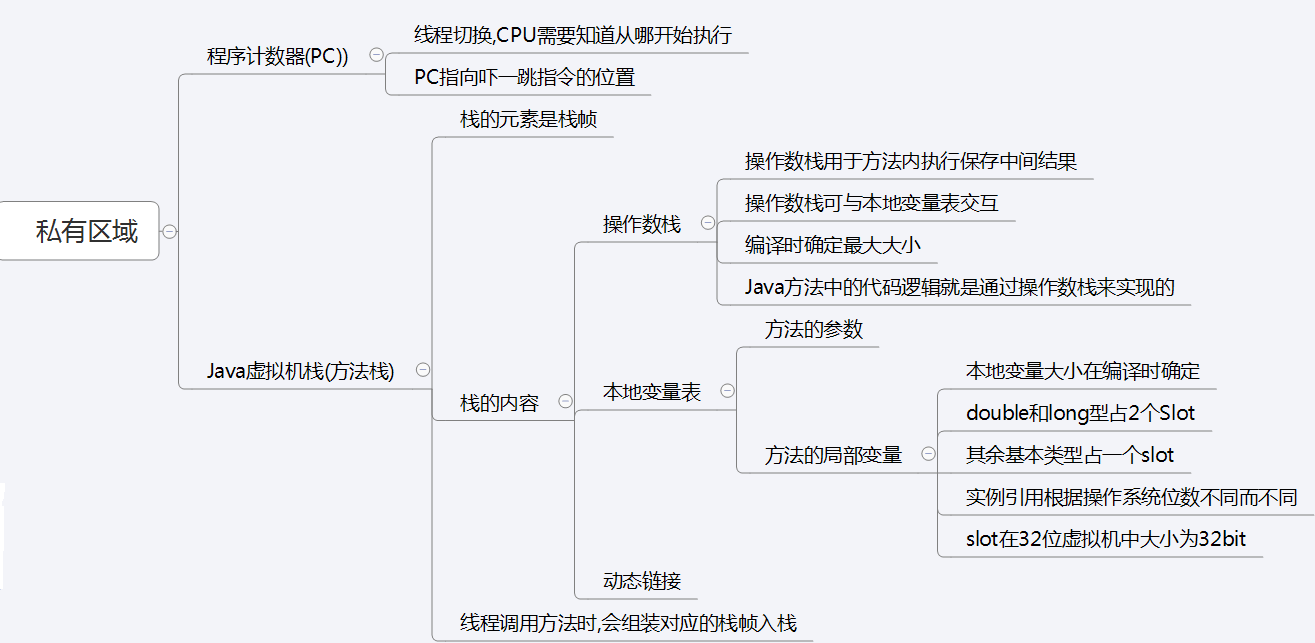 线程切换,CPU需要知道从哪开始执行
程序计数器(PC))
PC指向吓一跳指令的位置
栈的元素是栈帧
操作数栈用于方法内执行保存中间结果
操作数栈可与本地变量表交互
操作数栈
编译时确定最大大小
私有区域
Java方法中的代码逻辑就是通过操作数栈来实现的
方法的参数
Java虚拟机栈(方法栈)
本地变量大小在编译时确定
本地变量表
栈的内容
double和long型占2个Slot
方法的局部变量
其余基本类型占一个slot
实例引用根据操作系统位数不同而不同
slot在32位虚拟机中大小为32bit
动态链接
线程调用方法时,会组装对应的栈帧入栈